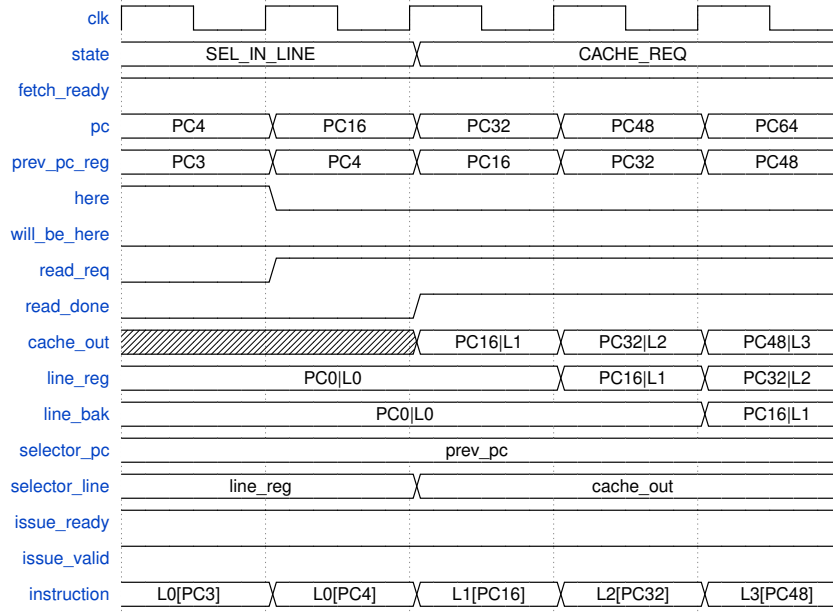 clk
state SEL_IN_LINE CACHE_REQ
fetch_ready
pc PC4 PC16 PC32 PC48 PC64
prev_pc_reg PC3 PC4 PC16 PC32 PC48
here
will_be_here
read_req
read_done
cache_out PC16|L1 PC32|L2 PC48|L3
line_reg PC0|L0 PC16|L1 PC32|L2
line_bak PC0|L0 PC16|L1
selector_pc prev_pc
selector_line line_reg cache_out
issue_ready
issue_valid
instruction L0[PC3] L0[PC4] L1[PC16] L2[PC32] L3[PC48]